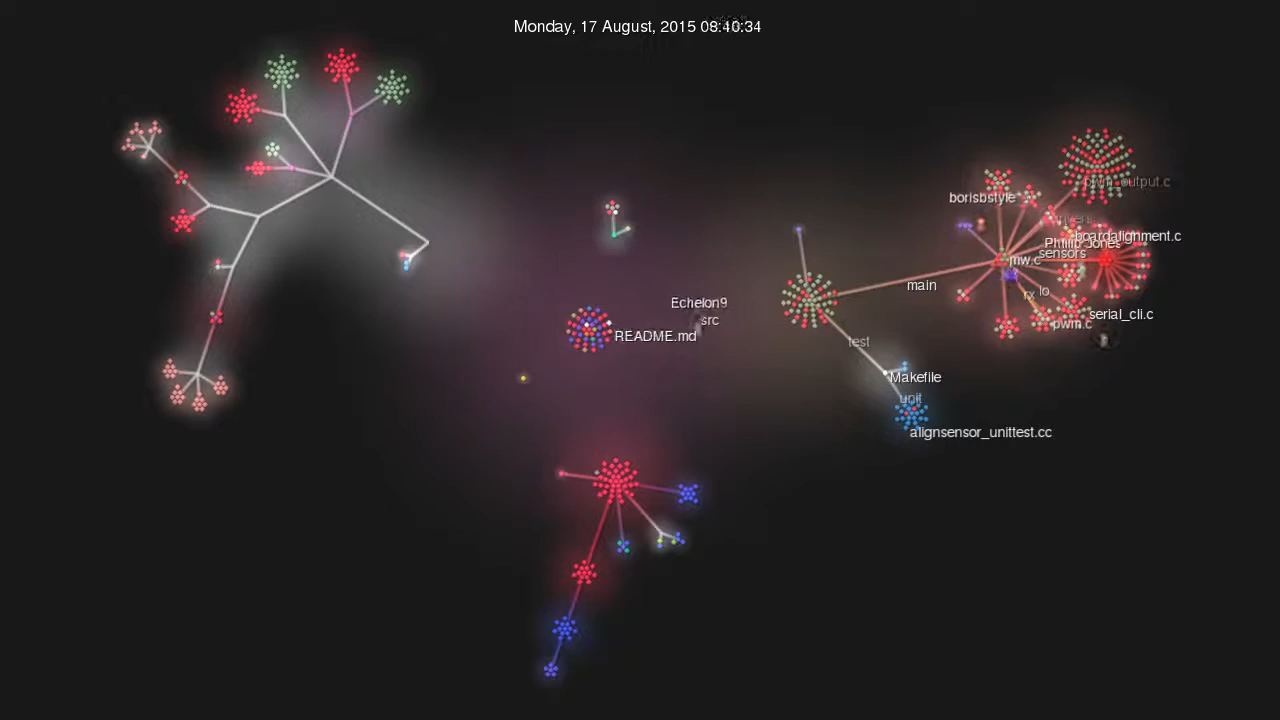 Monday, 17 August, 2015 08:40:34
pwm_output.c
borisbstyle
boardalignment.c
Philip Jones
sensors
mw.c
main
rx
io
Echelon9
src
serial_cli.c
pwm.c
README.md
test
Makefile
unit
alignsensor_unittest.cc